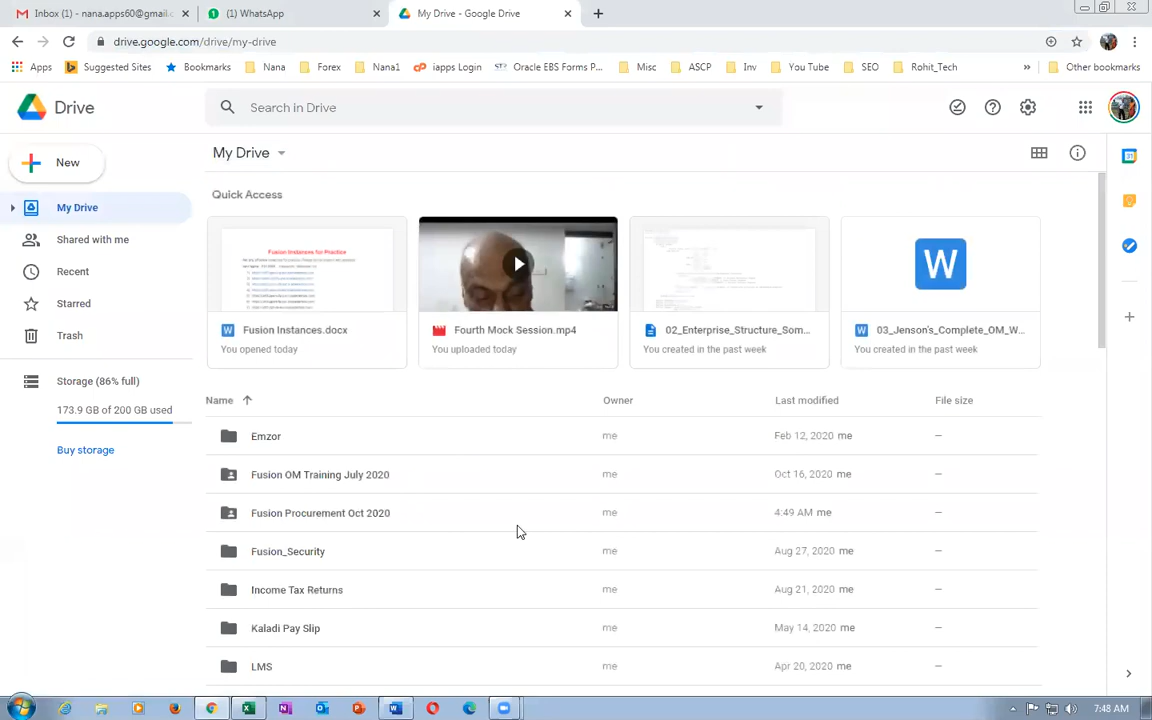 Inbox (1) - nana.apps60@gmail.c
(1) WhatsApp
My Drive - Google Drive
drive.google.com/drive/my-drive
Apps
Suggested Sites
Bookmarks
Nana
Forex
Nana1
iapps Login
Oracle EBS Forms P...
Misc
ASCP
Inv
You Tube
SEO
Rohit_Tech
»
Other bookmarks
Drive
Search in Drive
New
My Drive
Quick Access
My Drive
Shared with me
Recent
Starred
Trash
Storage (86% full)
173.9 GB of 200 GB used
Buy storage
Fusion Instances for Practice
Fusion Instances.docx
You opened today
Fourth Mock Session.mp4
You uploaded today
02_Enterprise_Structure_Som...
You created in the past week
W
03_Jenson's_Complete_OM_W...
You created in the past week
Name
Owner
Last modified
File size
Emzor me Feb 12, 2020 me –
Fusion OM Training July 2020 me Oct 16, 2020 me –
Fusion Procurement Oct 2020 me 4:49 AM me –
Fusion_Security me Aug 27, 2020 me –
Income Tax Returns me Aug 21, 2020 me –
Kaladi Pay Slip me May 14, 2020 me –
LMS me Apr 20, 2020 me –
7:48 AM